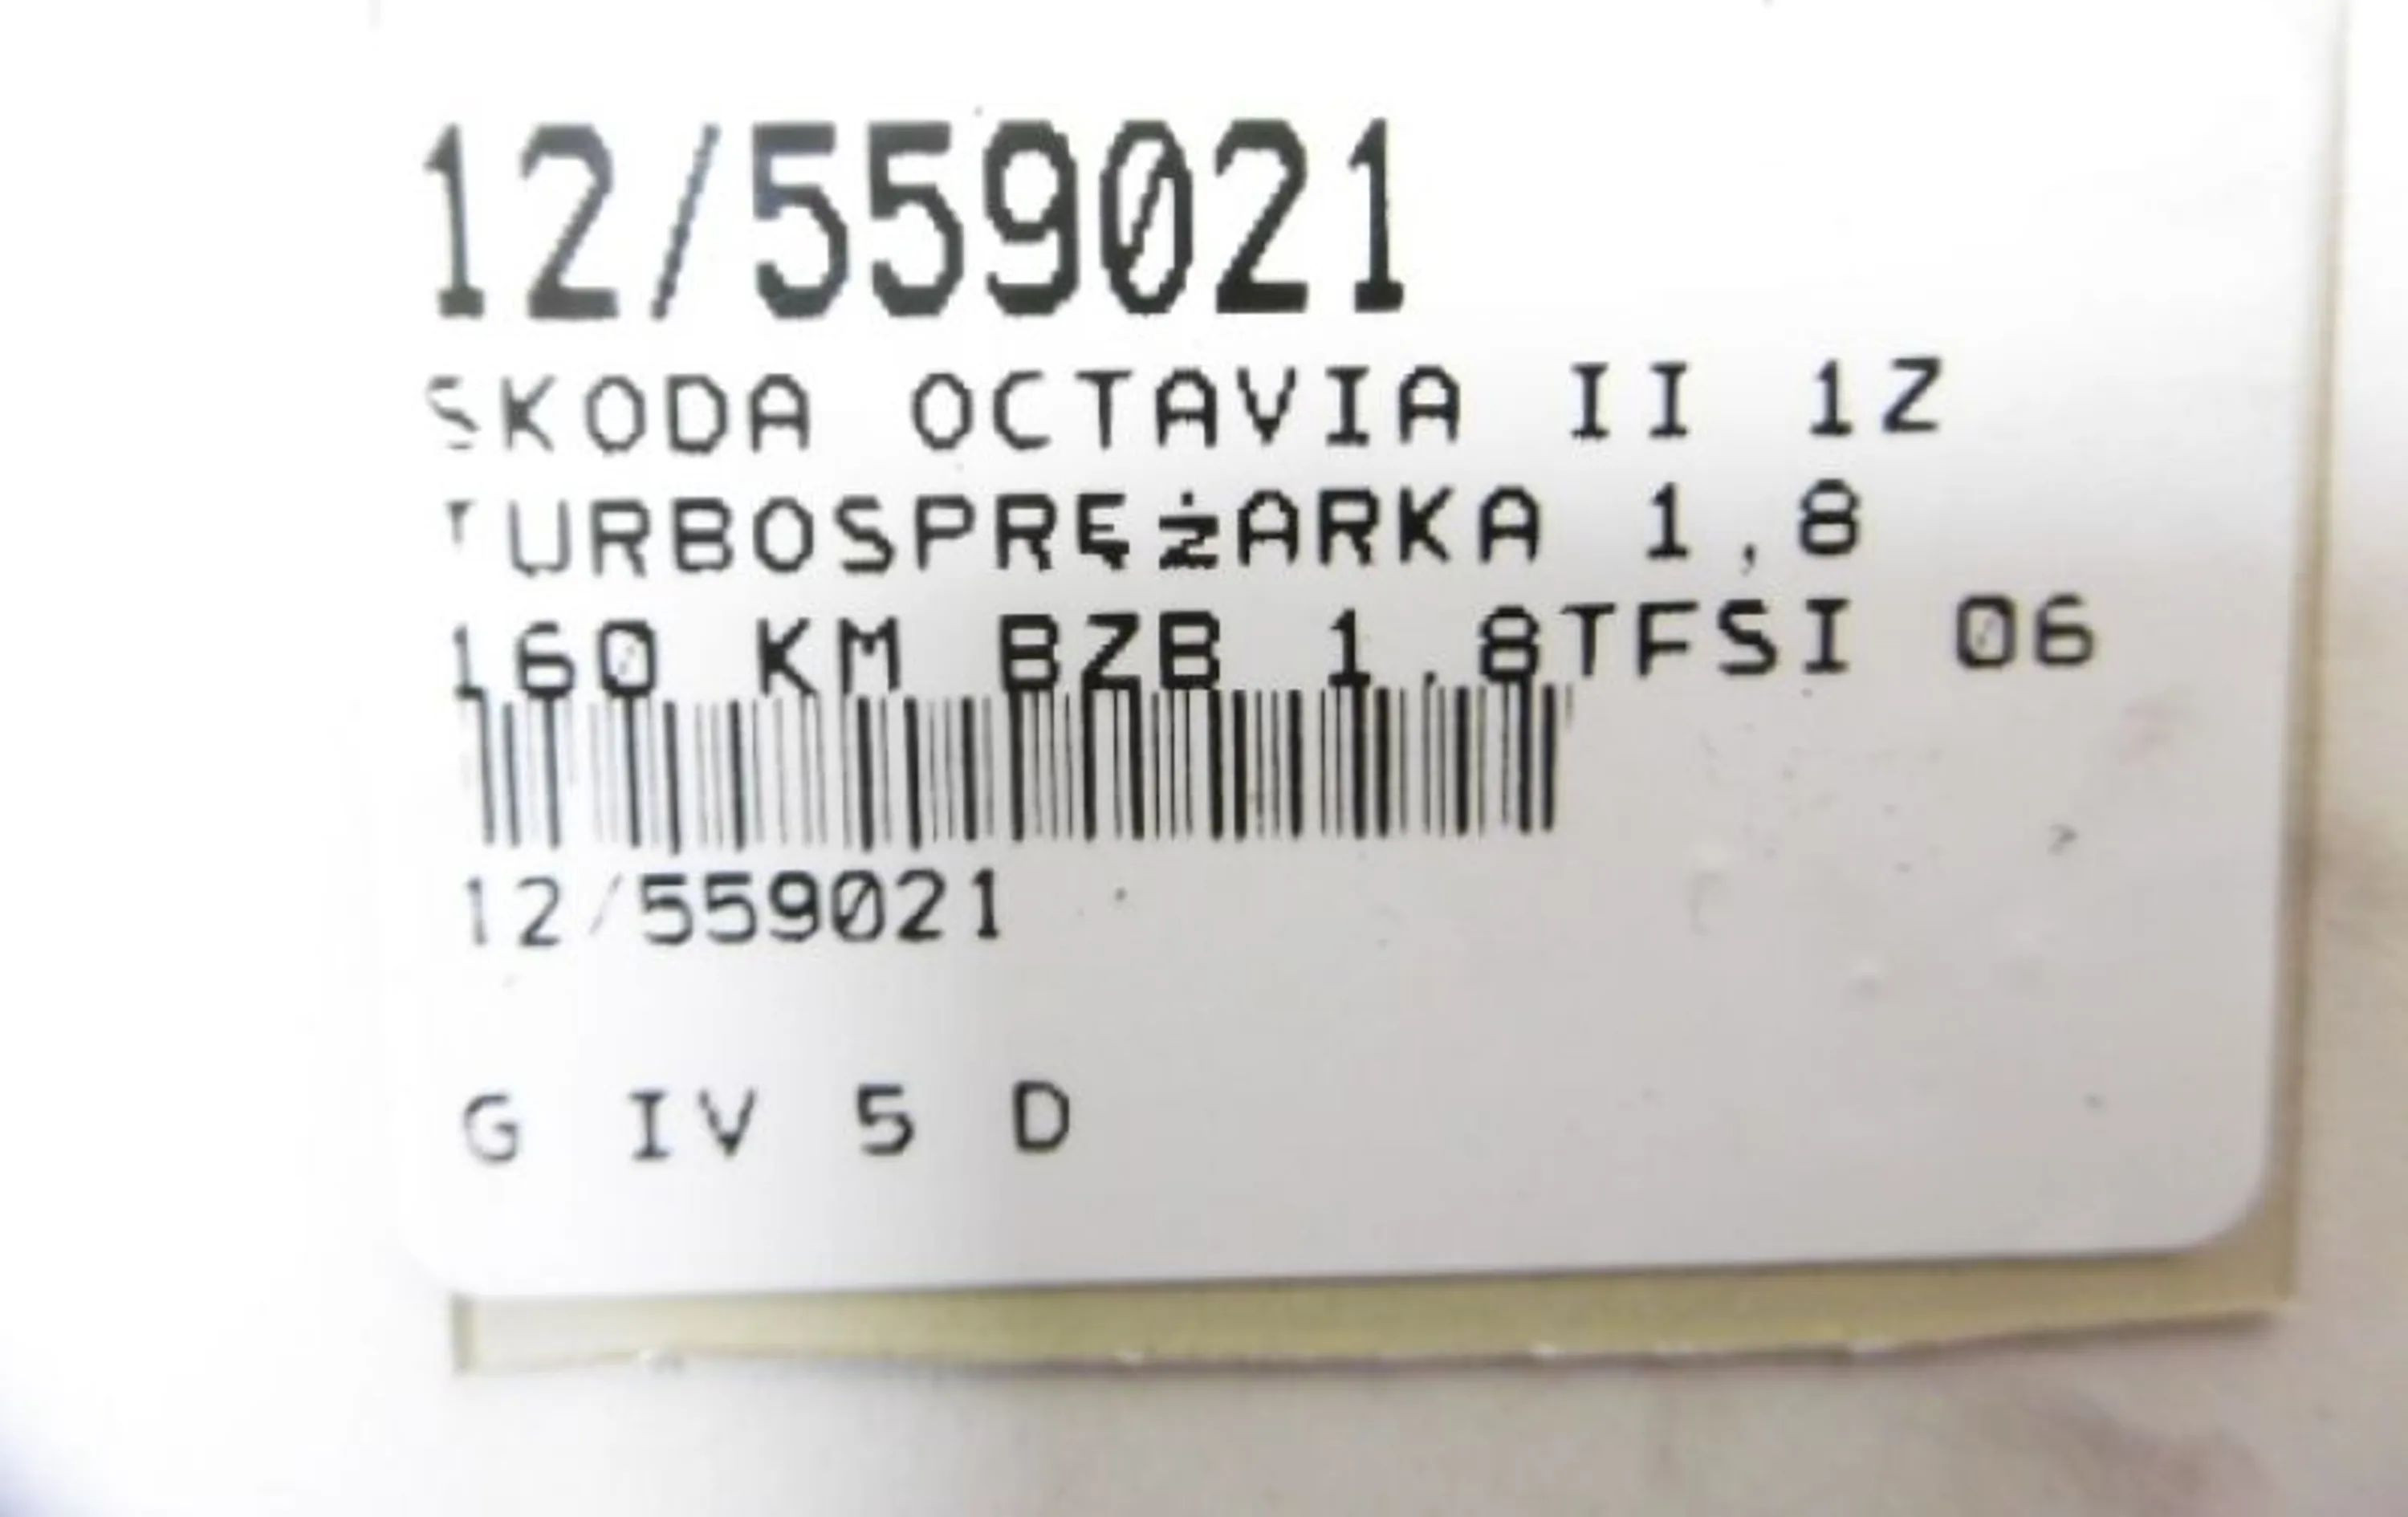 12/559021
SKODA OCTAVIA II 1Z
TURBOSPRĘżARKA 1,8
160 KM BZB 1.8TFSI 06
12/559021
G IV 5 D